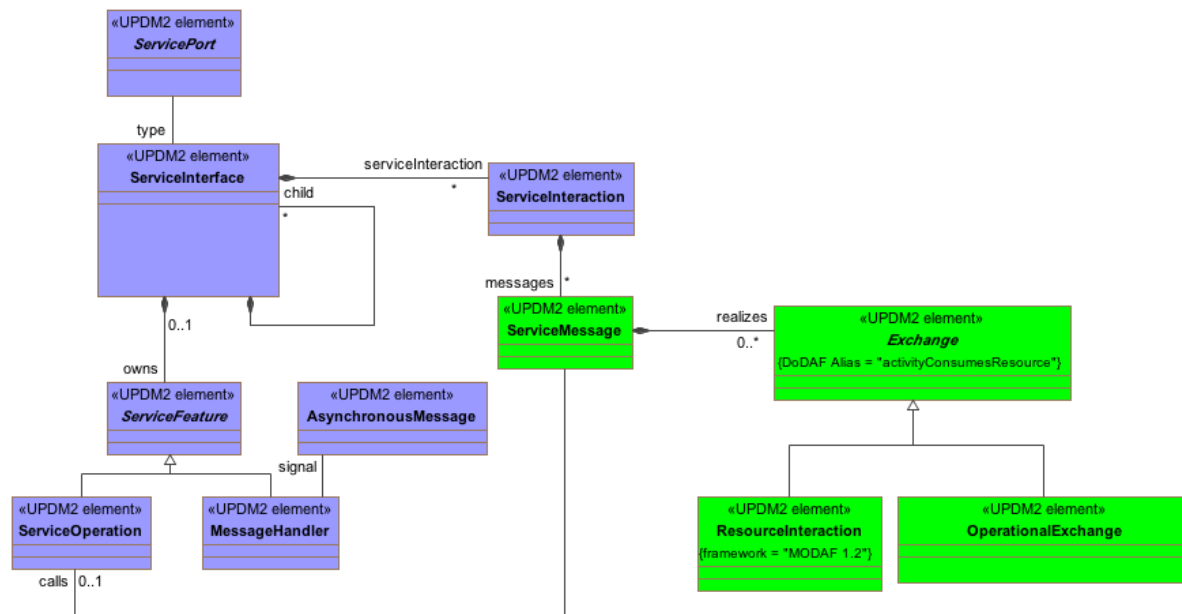 «UPDM2 element»
ServicePort
type
«UPDM2 element»
ServiceInterface
child
*
serviceInteraction
*
«UPDM2 element»
ServiceInteraction
messages
*
«UPDM2 element»
ServiceMessage
realizes
0..*
«UPDM2 element»
Exchange
{DoDAF Alias = "activityConsumesResource"}
0..1
owns
«UPDM2 element»
ServiceFeature
«UPDM2 element»
AsynchronousMessage
signal
«UPDM2 element»
ServiceOperation
«UPDM2 element»
MessageHandler
«UPDM2 element»
ResourceInteraction
{framework = "MODAF 1.2"}
«UPDM2 element»
OperationalExchange
calls
0..1